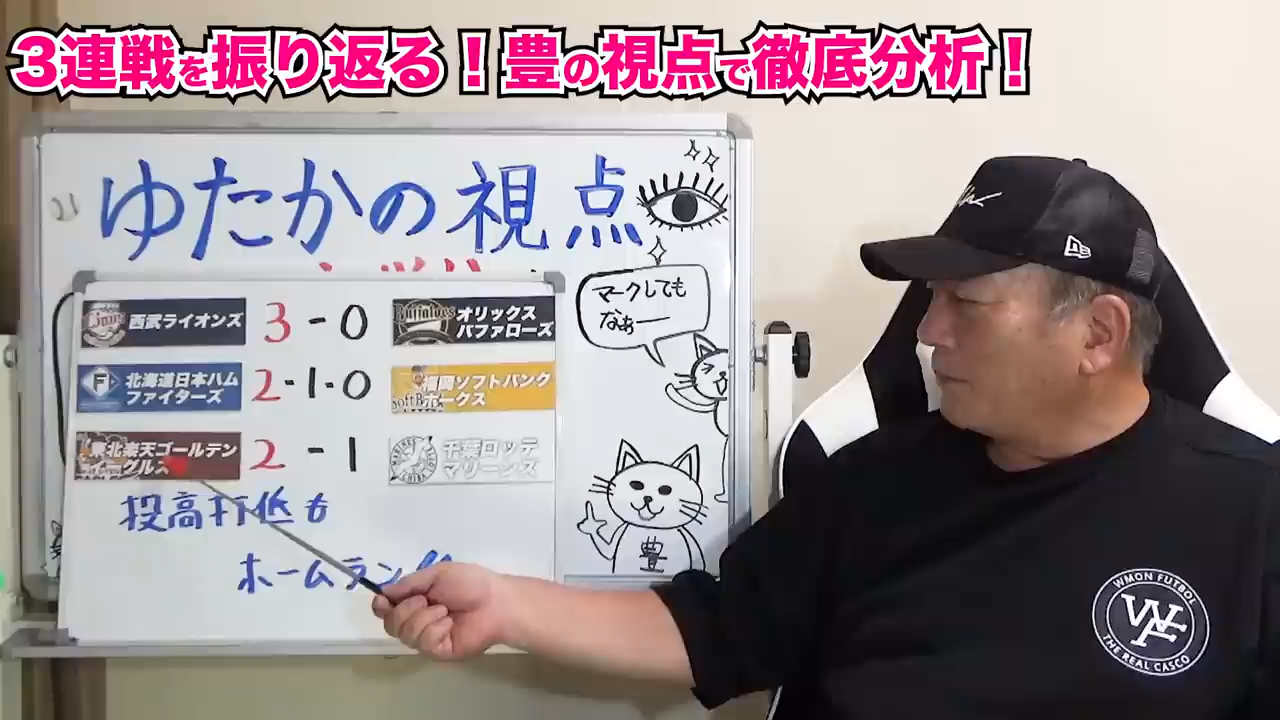 3連戦を振り返る！豊の視点で徹底分析！
ゆたかの視点
マークしても
なぁー
西武ライオンズ
3-0
Buffaloes
オリックス
バファローズ
F
北海道日本ハム
ファイターズ
2-1-0
福岡ソフトバンク
ホークス
東北楽天ゴールデン
イーグルス
2-1
千葉ロッテ
マリーンズ
投高打低も
ホームラン
豊
WMON FUTBOL
WF
THE REAL CASCO